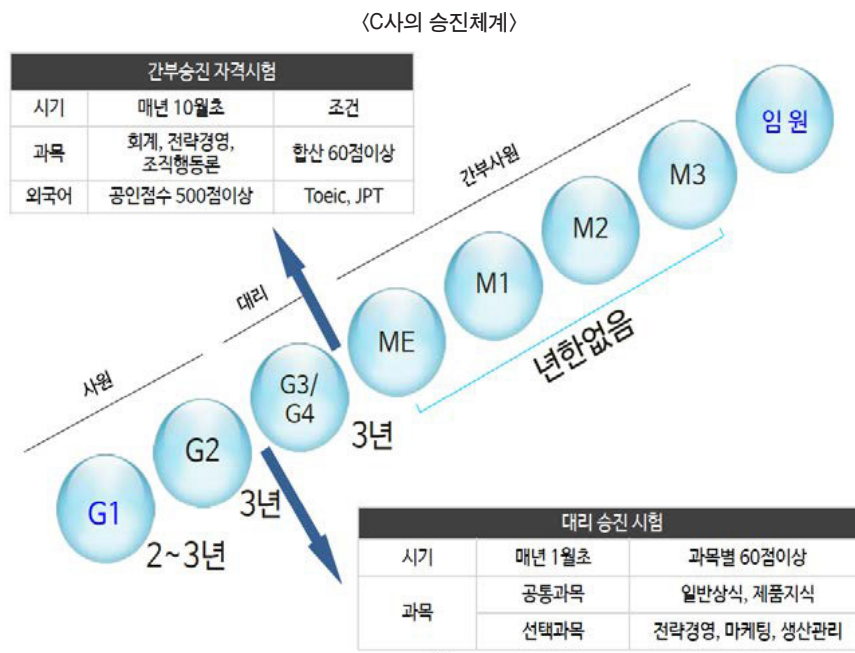 〈C사의 승진체계〉
간부승진 자격시험
시기 매년 10월초 조건
과목 회계, 전략경영, 조직행동론 합산 60점이상
외국어 공인점수 500점이상 Toeic, JPT
사원
대리
간부사원
G1
G2
G3/
G4
ME
M1
M2
M3
임 원
2~3년
3년
3년
년한없음
대리 승진 시험
시기 매년 1월초 과목별 60점이상
과목 공통과목 일반상식, 제품지식
선택과목 전략경영, 마케팅, 생산관리